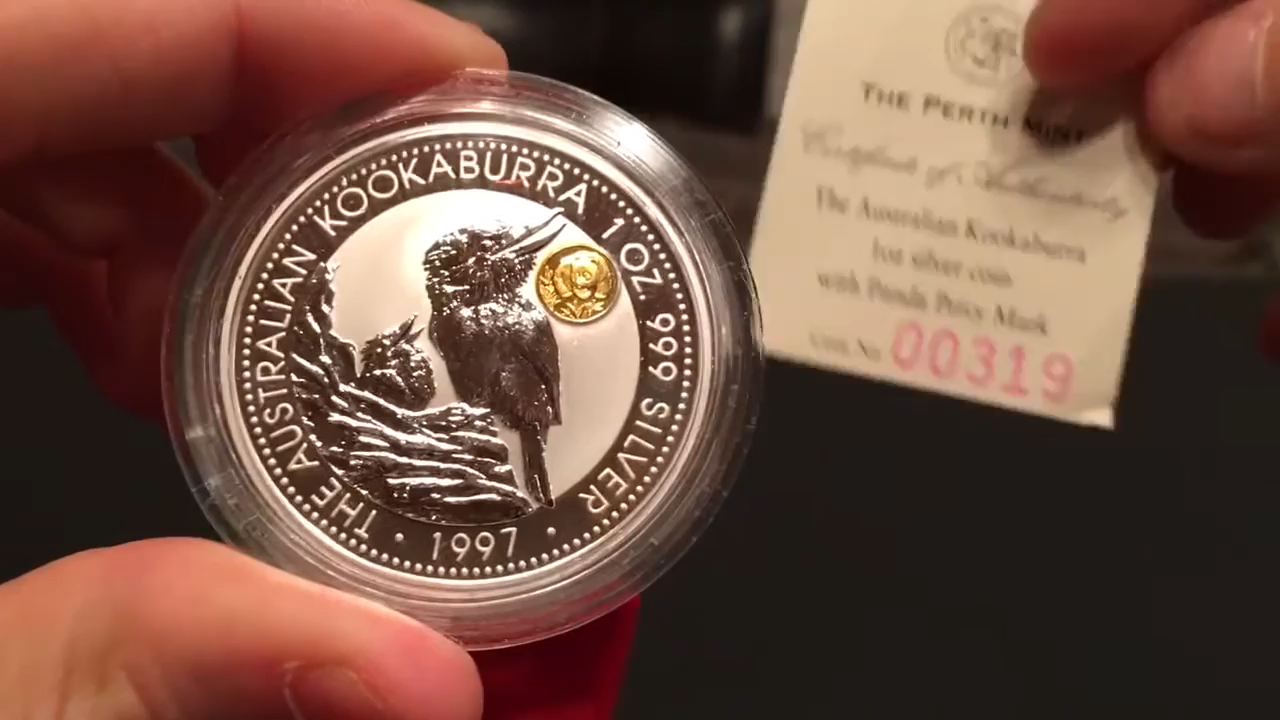 THE AUSTRALIAN KOOKABURRA 1 OZ. 999 SILVER
• 1997 •
THE PERTH MINT
Certificate of Authenticity
The Australian Kookaburra
1oz silver coin
with Panda Privy Mark
00319